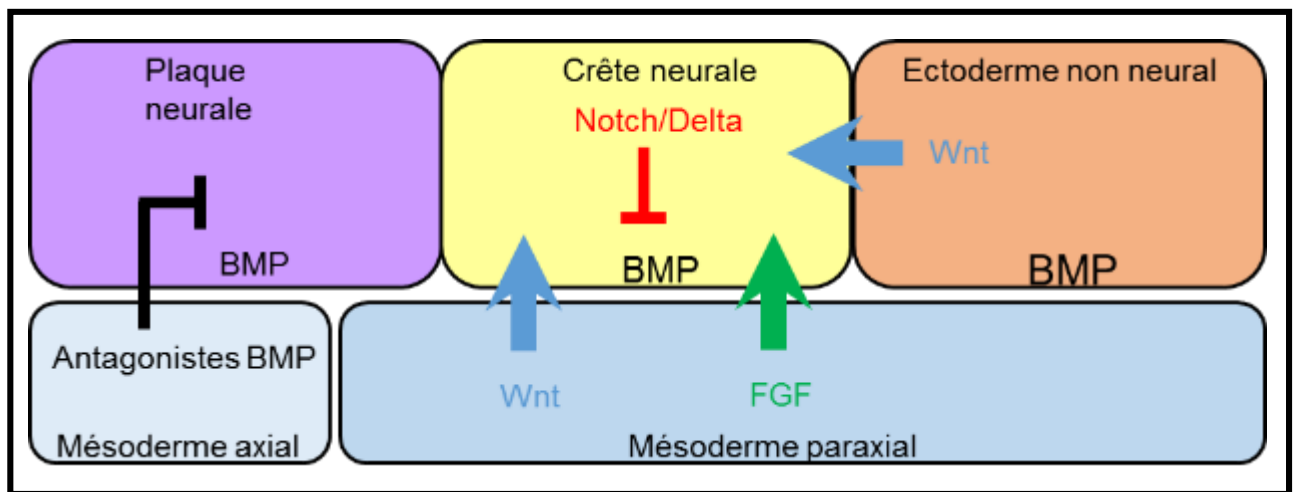 Plaque
neurale
Crête neurale
Ectoderme non neural
Notch/Delta
Wnt
BMP
BMP
BMP
Antagonistes BMP
Wnt
FGF
Mésoderme axial
Mésoderme paraxial